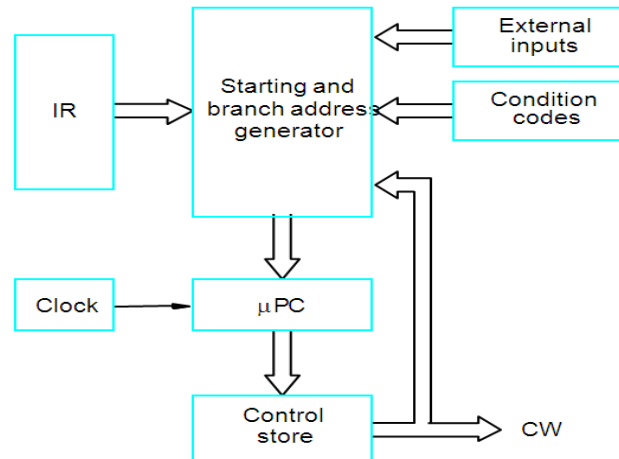 External
inputs
Starting and
branch address
generator
IR
Condition
codes
Clock
μPC
Control
store
CW